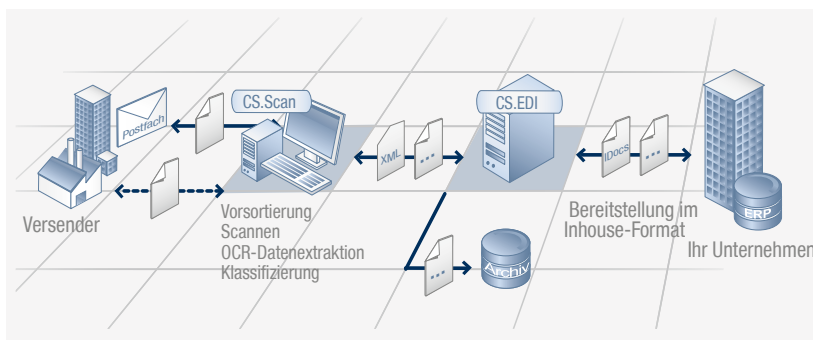 CS.Scan
CS.EDI
Postfach
XML
...
IDocs
...
Versender
Vorsortierung
Scannen
OCR-Datenextraktion
Klassifizierung
Bereitstellung im
Inhouse-Format
ERP
Ihr Unternehmen
...
Archiv